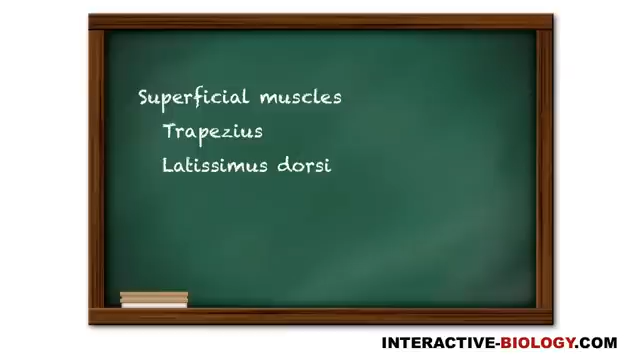 Superficial muscles
Trapezius
Latissimus dorsi
INTERACTIVE-BIOLOGY.COM